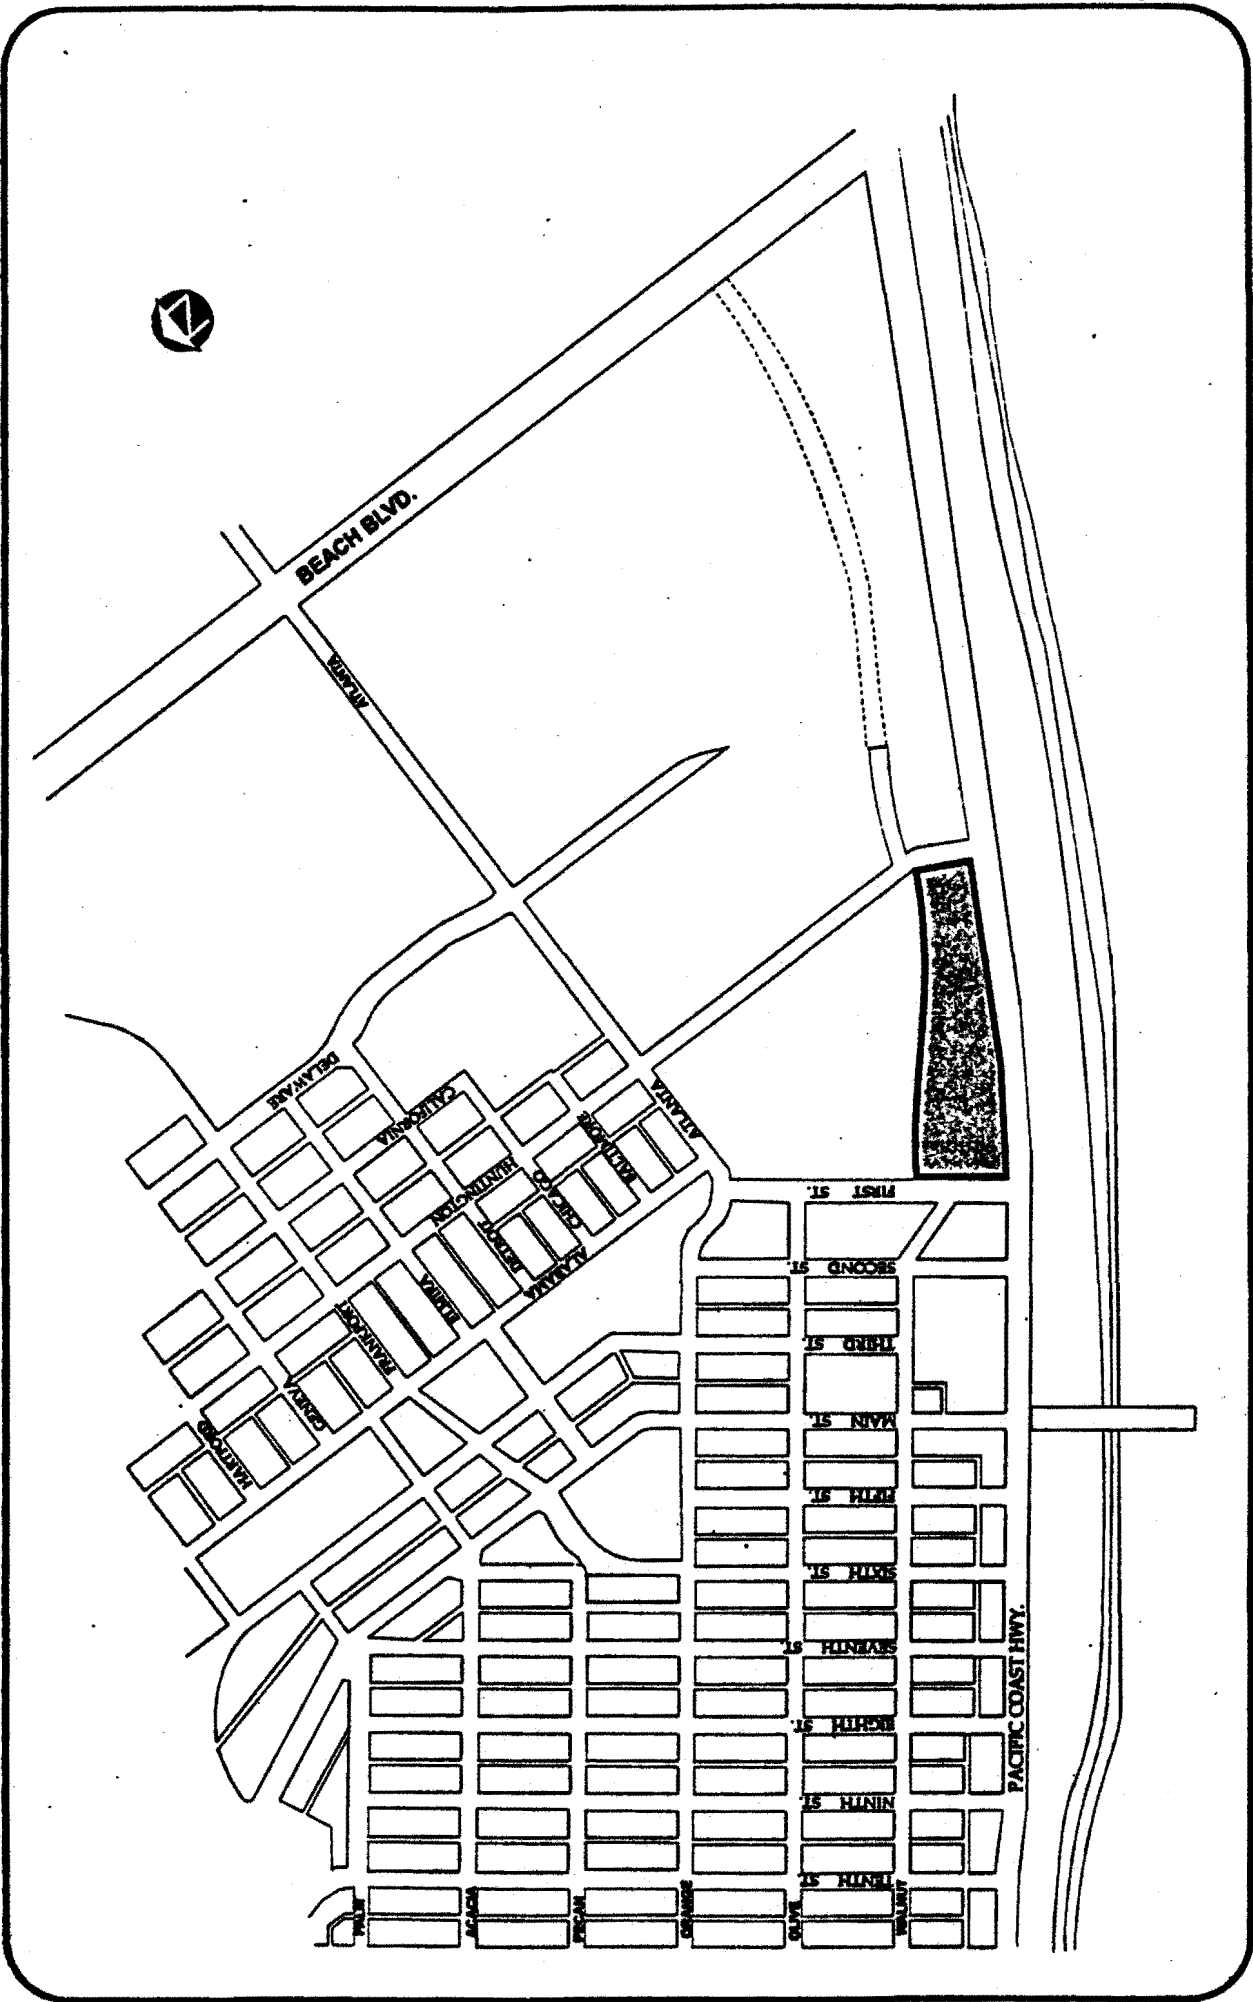 BEACH BLVD.
ATLANTA
DELAWARE
CALIFORNIA
HUNTINGTON
ATLANTA
BALTIMORE
CHICAGO
DETROIT
ALABAMA
ELMIRA
FRANKFORT
GENEVA
HARTFORD
FIRST ST.
SECOND ST.
THIRD ST.
MAIN ST.
FIFTH ST.
SIXTH ST.
SEVENTH ST.
EIGHTH ST.
NINTH ST.
TENTH ST.
PACIFIC COAST HWY.
PALM
ACACIA
PECAN
ORANGE
OLIVE
WALNUT